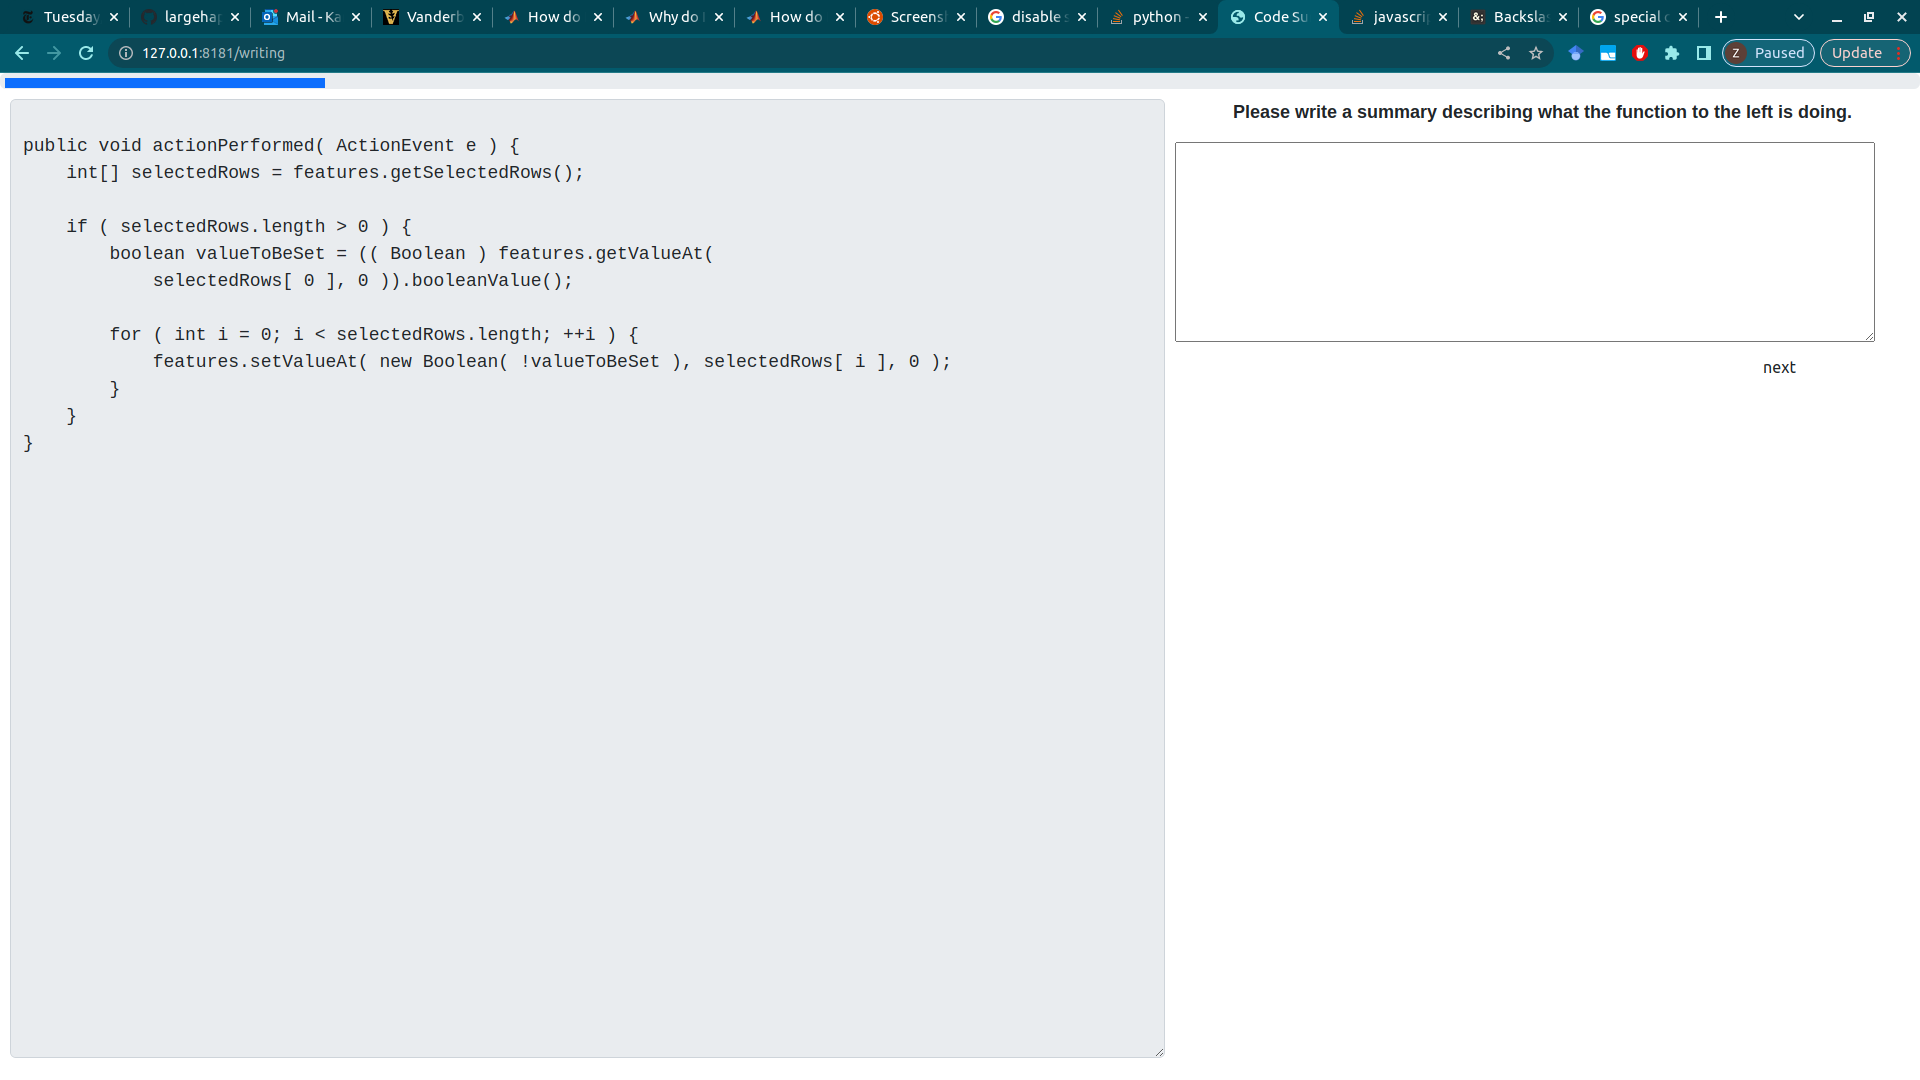 Tuesday
largeha
Mail - Ka
Vanderb
How do
Why do
How do
Screens
disable s
python -
Code Su
javascrip
Backslas
special c
127.0.0.1:8181/writing
Z Paused
Update
public void actionPerformed( ActionEvent e ) {
    int[] selectedRows = features.getSelectedRows();
    if ( selectedRows.length > 0 ) {
        boolean valueToBeSet = (( Boolean ) features.getValueAt(
            selectedRows[ 0 ], 0 )).booleanValue();
        for ( int i = 0; i < selectedRows.length; ++i ) {
            features.setValueAt( new Boolean( !valueToBeSet ), selectedRows[ i ], 0 );
        }
    }
}
Please write a summary describing what the function to the left is doing.
next